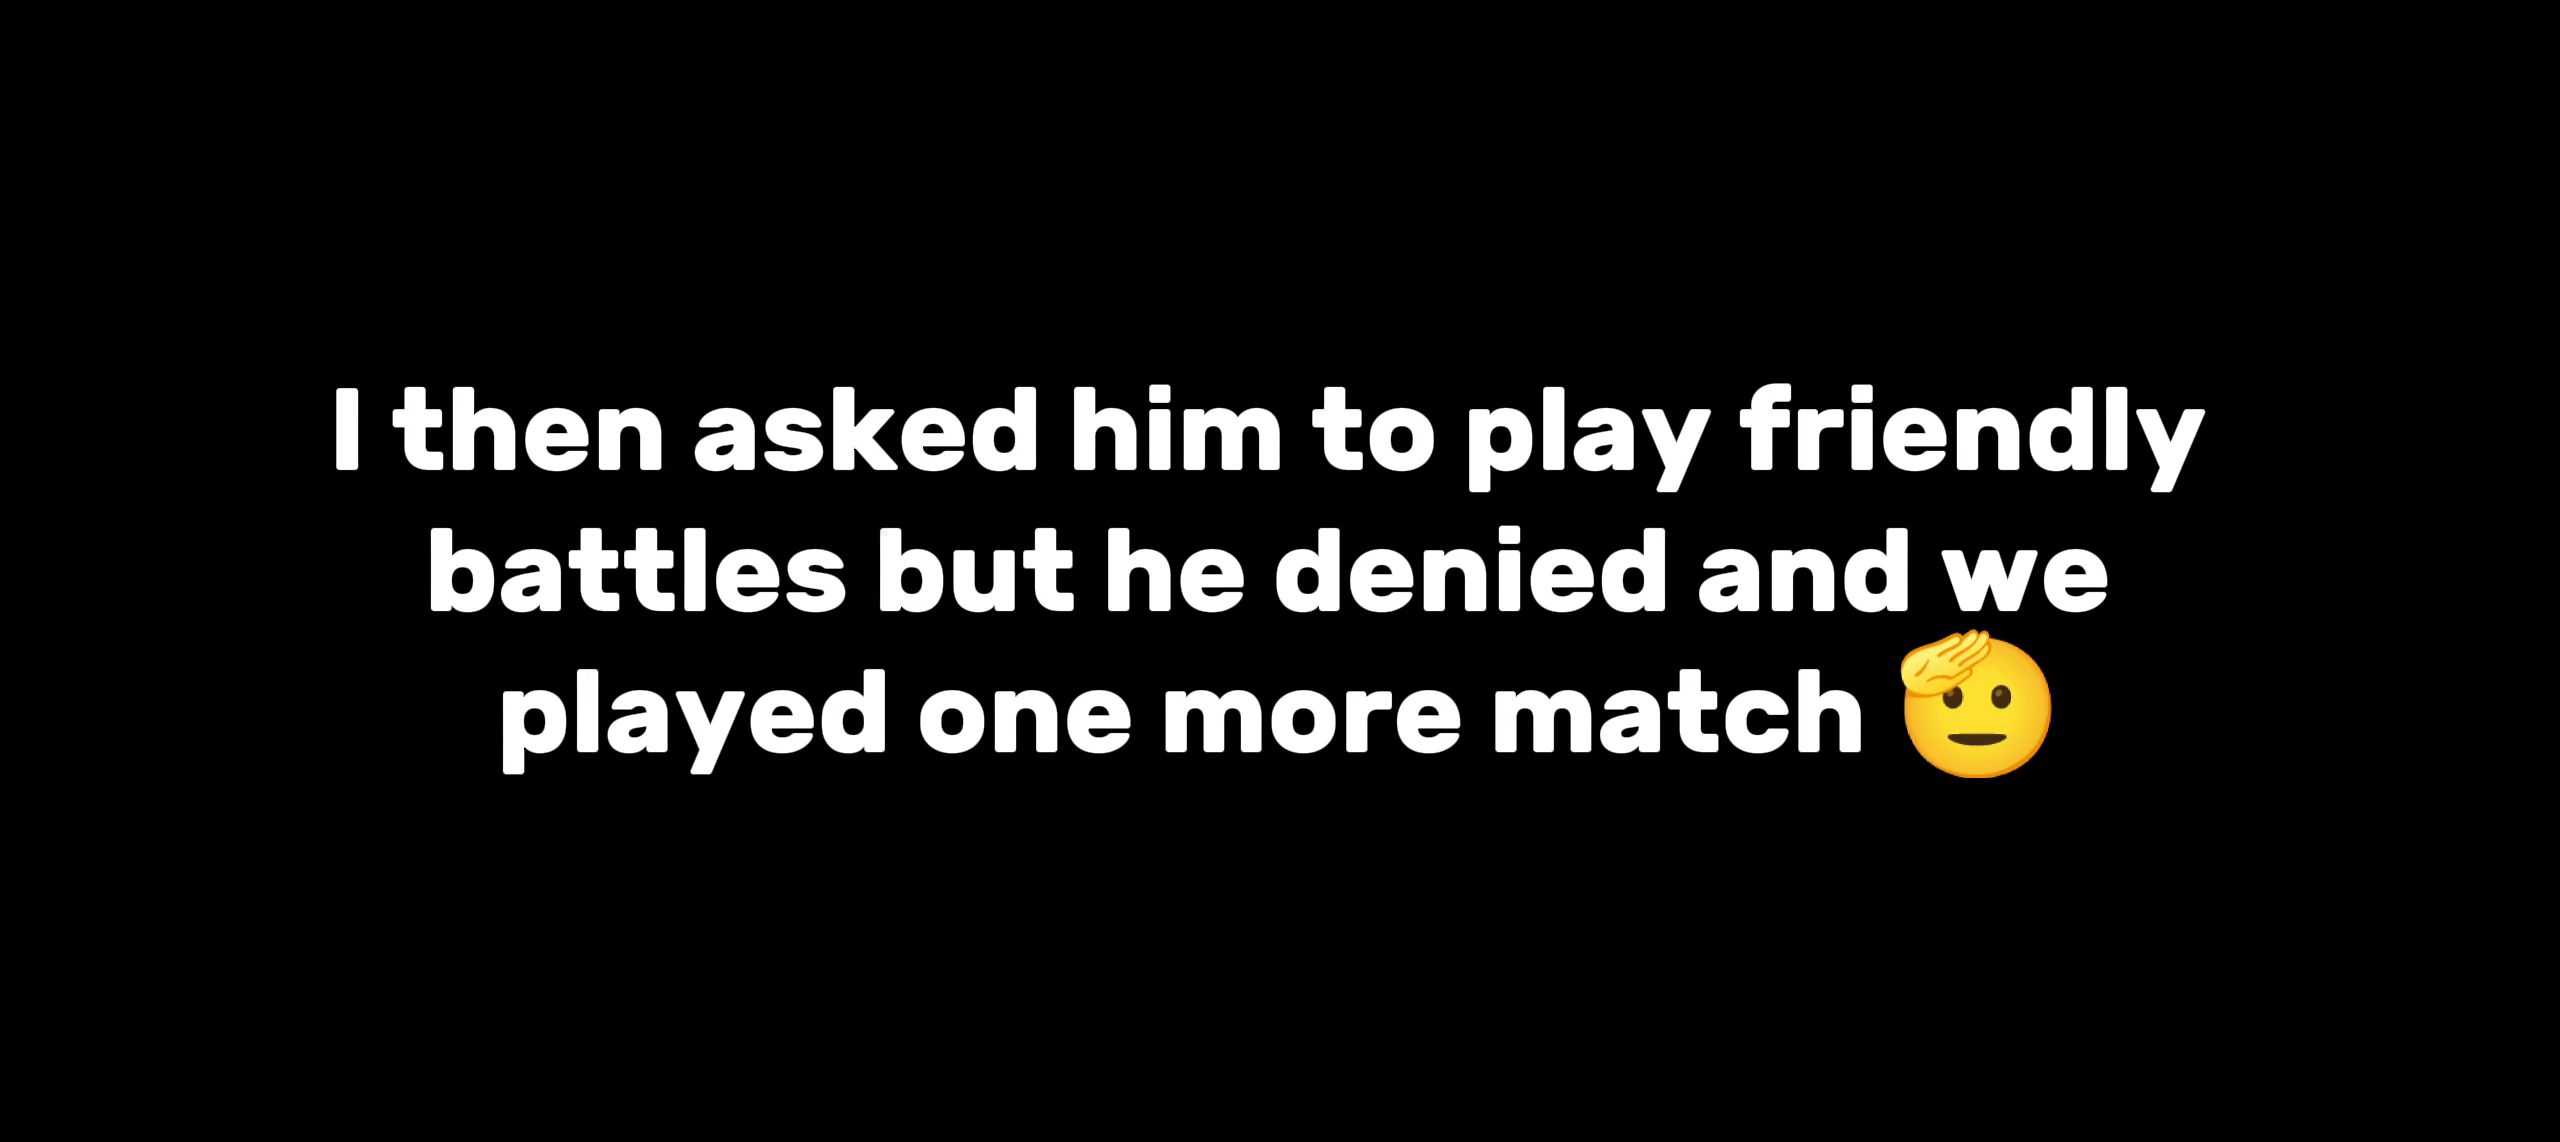 I then asked him to play friendly
battles but he denied and we
played one more match 🫡